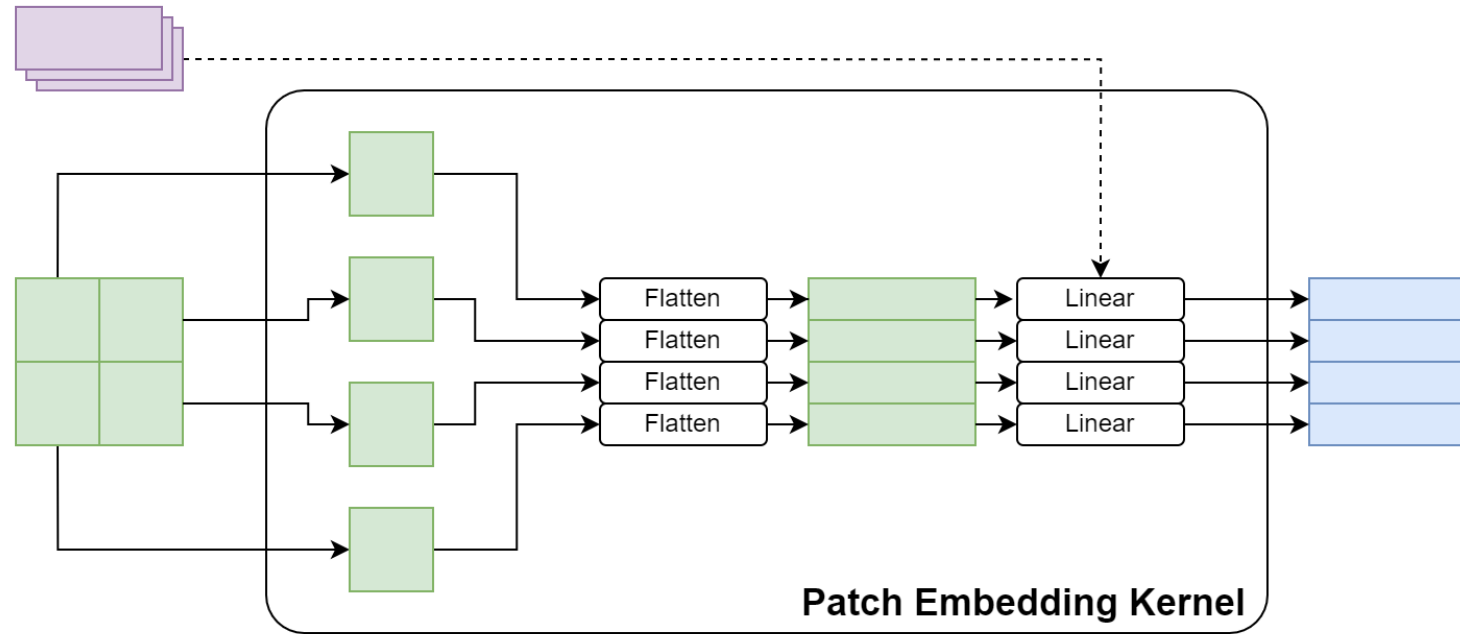 Flatten
Linear
Flatten
Linear
Flatten
Linear
Flatten
Linear
Patch Embedding Kernel